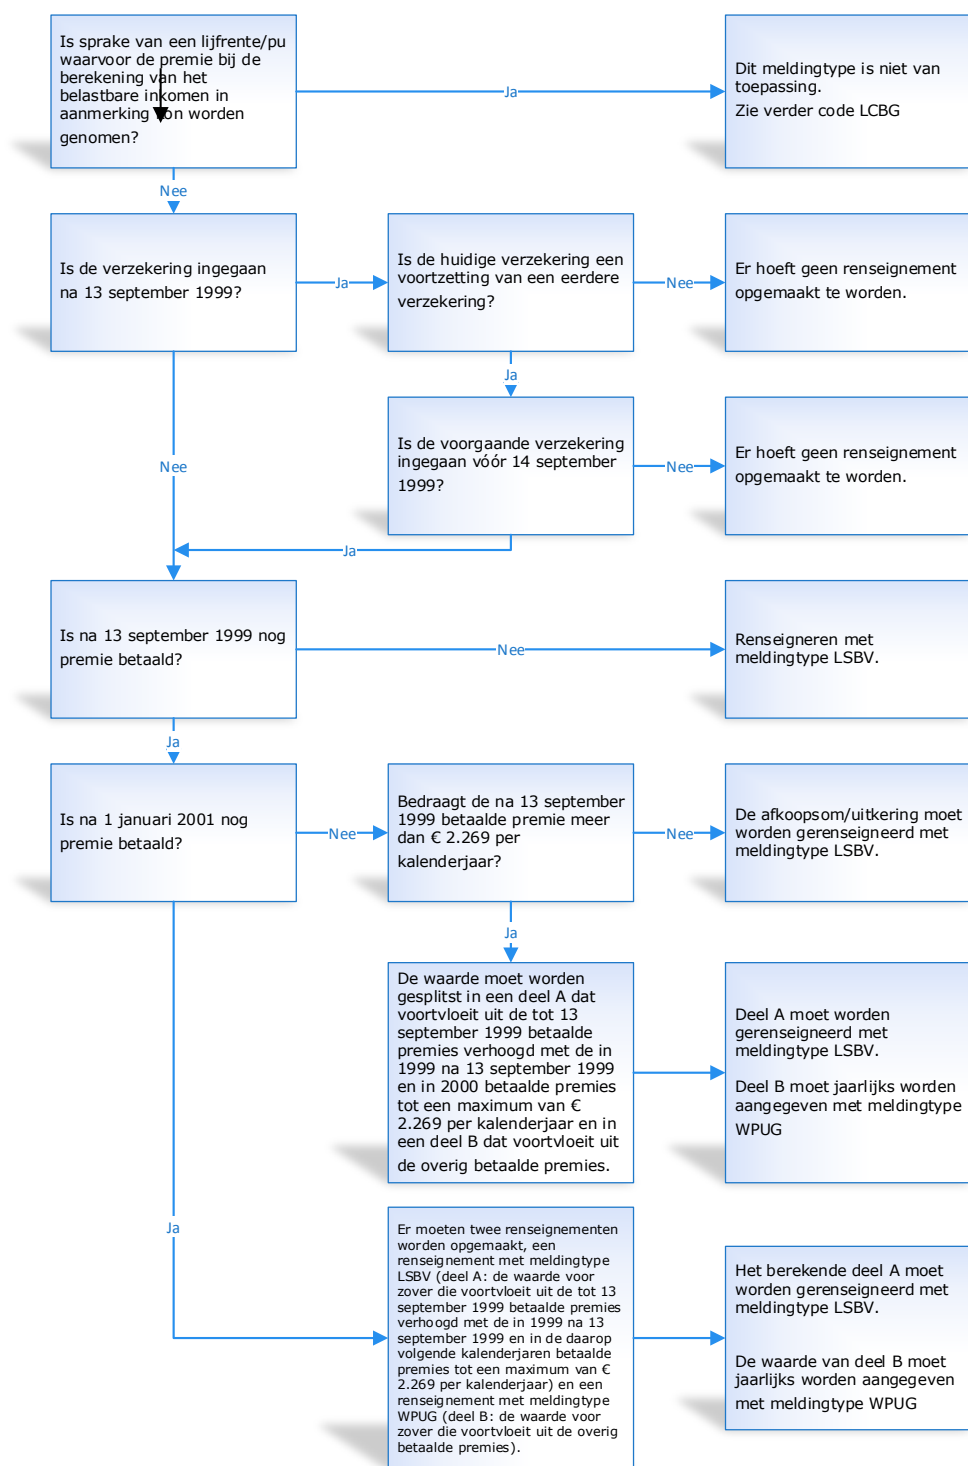 Is sprake van een lijfrente/pu
waarvoor de premie bij de
berekening van het
belastbare inkomen in
aanmerking kon worden
genomen?
Ja
Dit meldingtype is niet van
toepassing.
Zie verder code LCBG
Nee
Is de verzekering ingegaan
na 13 september 1999?
Ja
Is de huidige verzekering een
voortzetting van een eerdere
verzekering?
Nee
Er hoeft geen renseignement
opgemaakt te worden.
Ja
Nee
Is de voorgaande verzekering
ingegaan vóór 14 september
1999?
Nee
Er hoeft geen renseignement
opgemaakt te worden.
Ja
Is na 13 september 1999 nog
premie betaald?
Nee
Renseigneren met
meldingtype LSBV.
Ja
Is na 1 januari 2001 nog
premie betaald?
Nee
Bedraagt de na 13 september
1999 betaalde premie meer
dan € 2.269 per
kalenderjaar?
Nee
De afkoopsom/uitkering moet
worden gerenseigneerd met
meldingtype LSBV.
Ja
De waarde moet worden
gesplitst in een deel A dat
voortvloeit uit de tot 13
september 1999 betaalde
premies verhoogd met de in
1999 na 13 september 1999
en in 2000 betaalde premies
tot een maximum van €
2.269 per kalenderjaar en in
een deel B dat voortvloeit uit
de overig betaalde premies.
Deel A moet worden
gerenseigneerd met
meldingtype LSBV.
Deel B moet jaarlijks worden
aangegeven met meldingtype
WPUG
Ja
Er moeten twee renseignementen
worden opgemaakt, een
renseignement met meldingtype
LSBV (deel A: de waarde voor
zover die voortvloeit uit de tot 13
september 1999 betaalde premies
verhoogd met de in 1999 na 13
september 1999 en in de daarop
volgende kalenderjaren betaalde
premies tot een maximum van €
2.269 per kalenderjaar) en een
renseignement met meldingtype
WPUG (deel B: de waarde voor
zover die voortvloeit uit de overig
betaalde premies).
Het berekende deel A moet
worden gerenseigneerd met
meldingtype LSBV.
De waarde van deel B moet
jaarlijks worden aangegeven
met meldingtype WPUG